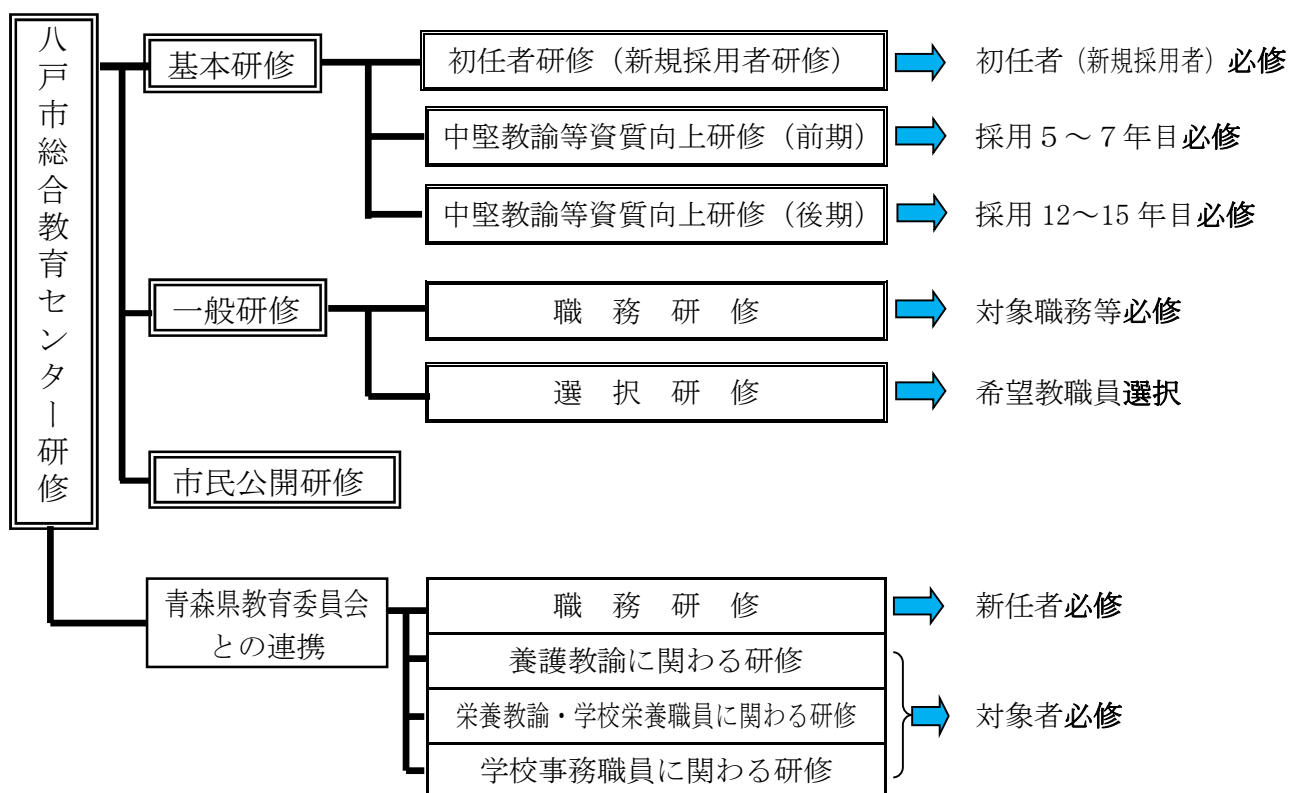 八戸市総合教育センター研修
基本研修
初任者研修（新規採用者研修）
初任者（新規採用者）必修
中堅教諭等資質向上研修（前期）
採用５～７年目必修
中堅教諭等資質向上研修（後期）
採用 12～15 年目必修
一般研修
職　務　研　修
対象職務等必修
選　択　研　修
希望教職員選択
市民公開研修
青森県教育委員会
との連携
職　務　研　修
新任者必修
養護教諭に関わる研修
栄養教諭・学校栄養職員に関わる研修
対象者必修
学校事務職員に関わる研修